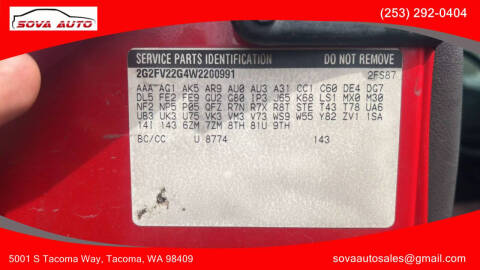 SOVA AUTO
(253) 292-0404
SERVICE PARTS IDENTIFICATION
DO NOT REMOVE
2G2FV22G4W2200991
2FS87
AAA AG1 AK5 AR9 AU0 AU3 A31 CC1 C60 DE4 DG7
DL5 FE2 FE9 GU2 G80 IP3 J65 K68 LS1 MX0 M30
NF2 NP5 P05 QFZ R7N R7X R8T STE T43 T78 UA6
UB3 UK3 U75 VK3 VM3 V73 WS9 W55 Y82 ZV1 1SA
141 143 6ZM 7ZM 8TH 81U 9TH
BC/CC U 8774 143
5001 S Tacoma Way, Tacoma, WA 98409
sovaautosales@gmail.com